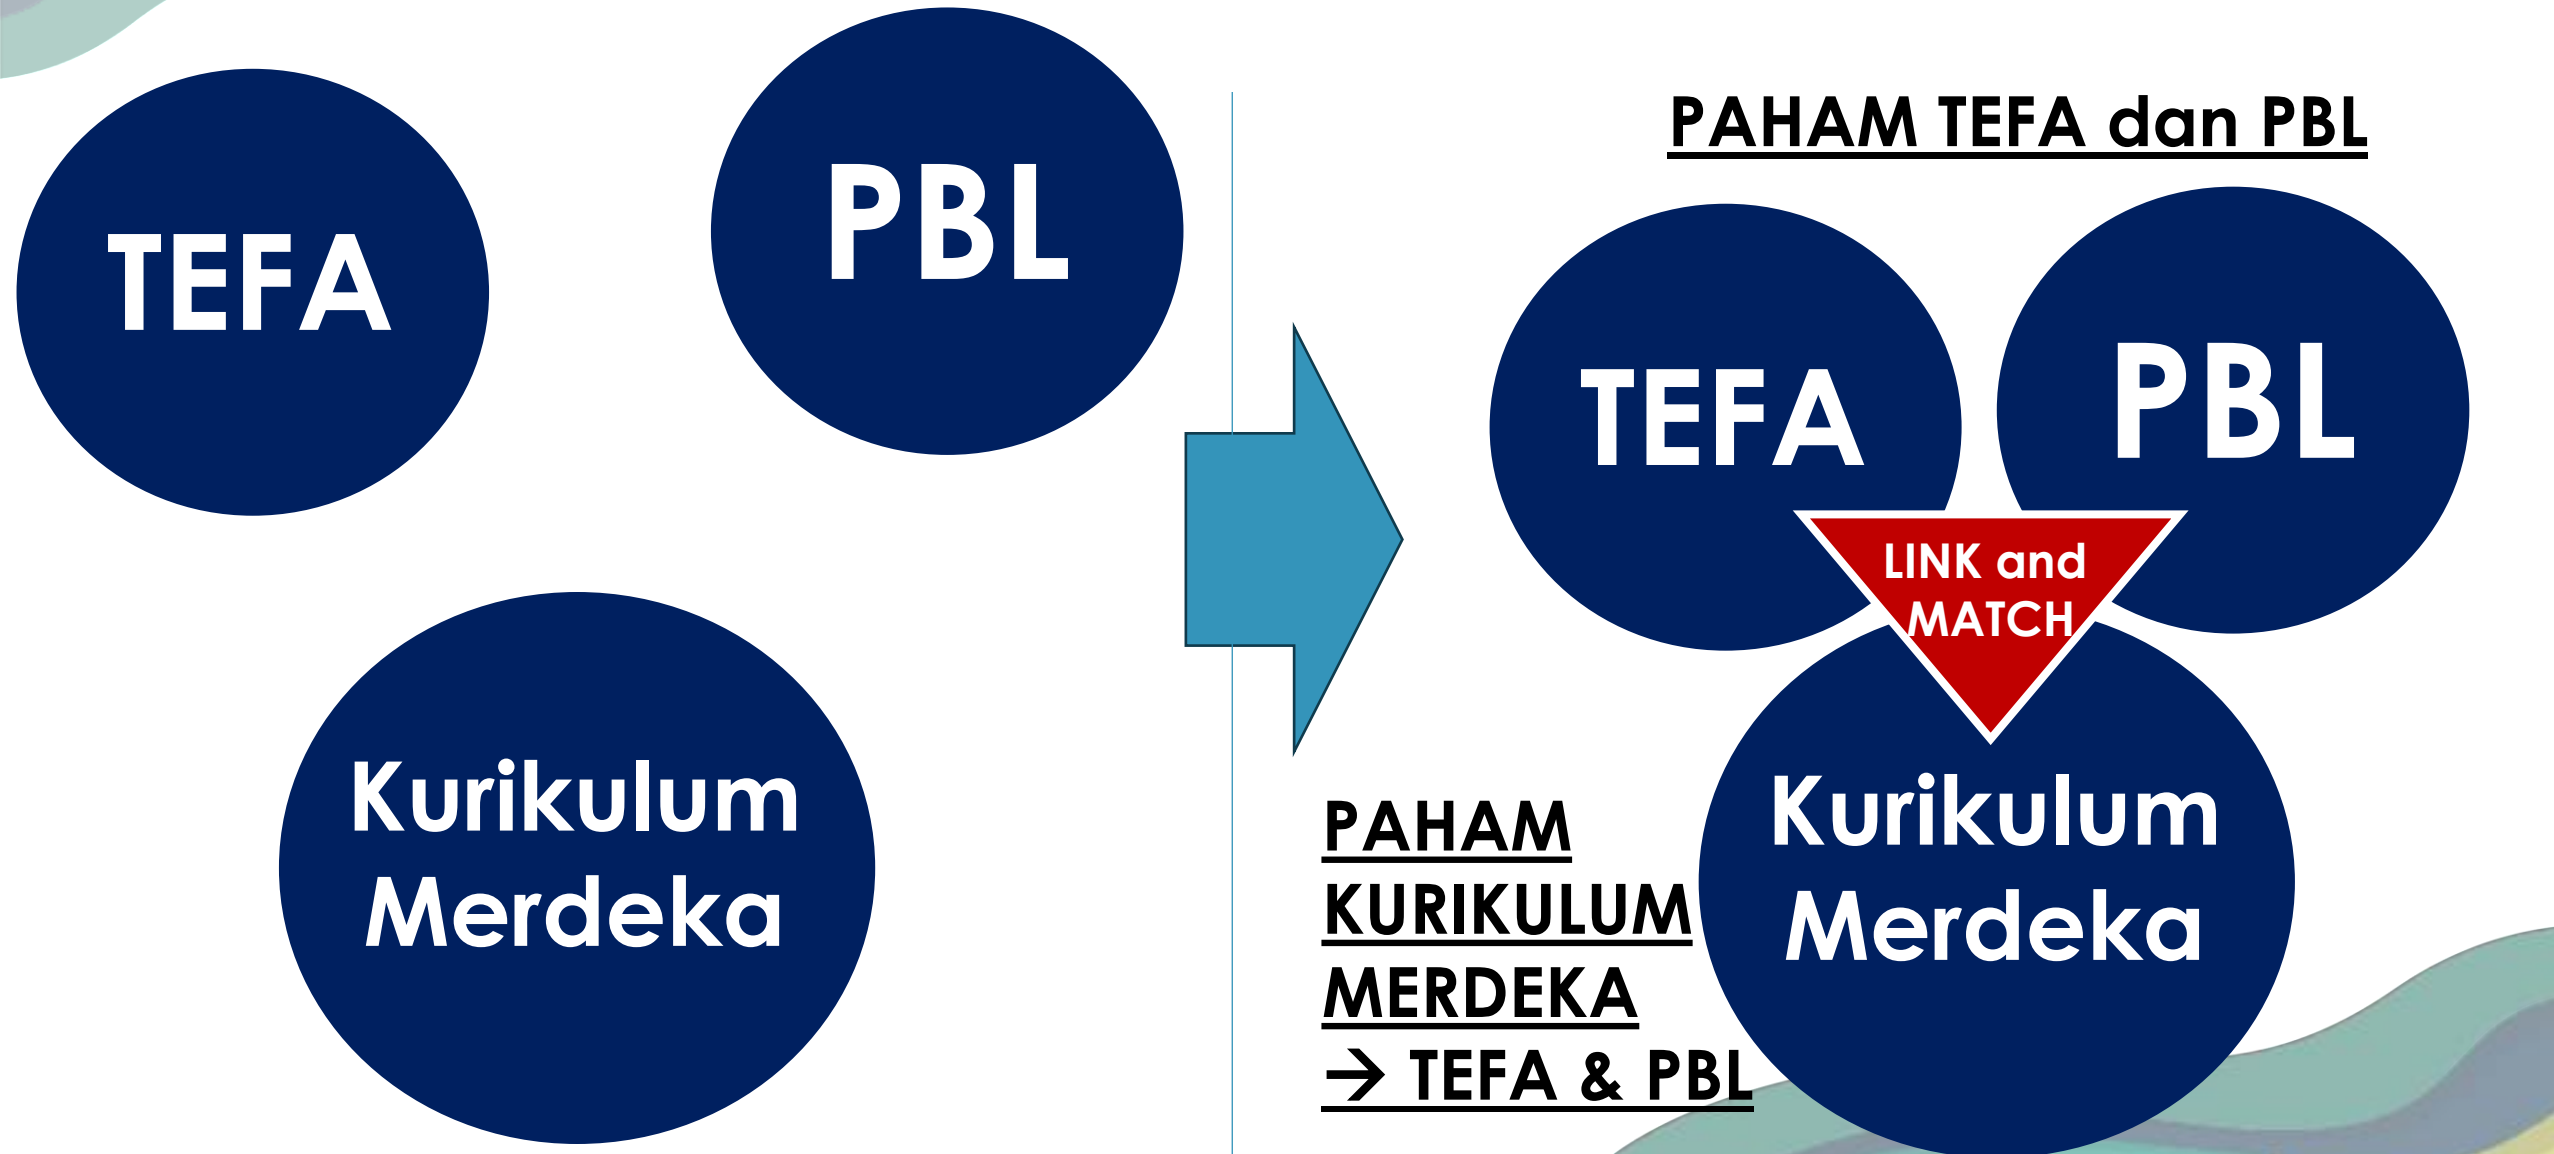 TEFA
PBL
Kurikulum
Merdeka
PAHAM TEFA dan PBL
TEFA
PBL
LINK and
MATCH
Kurikulum
Merdeka
PAHAM
KURIKULUM
MERDEKA
→ TEFA & PBL